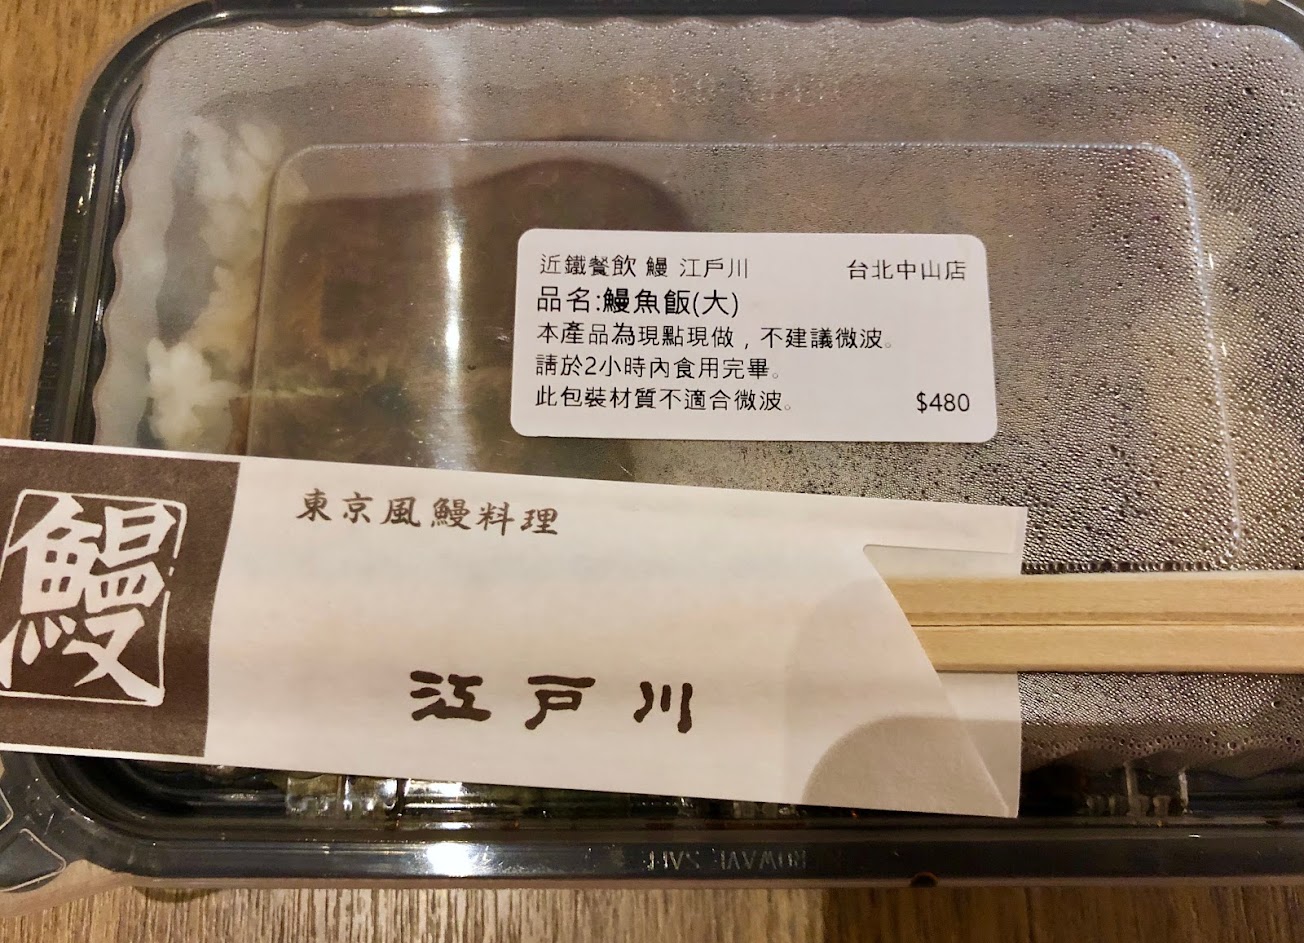 近鐵餐飲 鰻 江戶川 台北中山店
品名:鰻魚飯(大)
本產品為現點現做，不建議微波。
請於2小時內食用完畢。
此包裝材質不適合微波。 $480
鰻
東京風鰻料理
江戸川